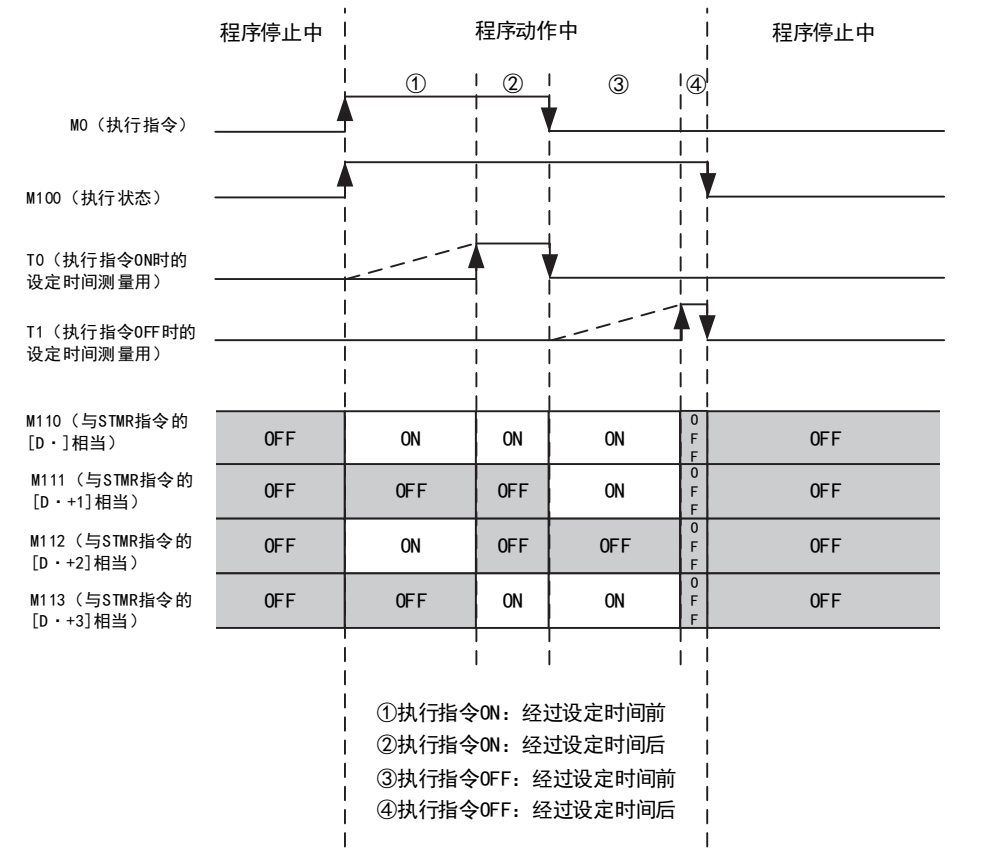 程序停止中 程序动作中 程序停止中
① ② ③ ④
M0（执行指令）
M100（执行状态）
T0（执行指令ON时的
设定时间测量用）
T1（执行指令OFF时的
设定时间测量用）
M110（与STMR指令的
[D·]相当）
OFF ON ON ON OFF OFF
M111（与STMR指令的
[D·+1]相当）
OFF OFF OFF ON OFF OFF
M112（与STMR指令的
[D·+2]相当）
OFF ON OFF OFF OFF OFF
M113（与STMR指令的
[D·+3]相当）
OFF OFF ON ON OFF OFF
①执行指令ON：经过设定时间前
②执行指令ON：经过设定时间后
③执行指令OFF：经过设定时间前
④执行指令OFF：经过设定时间后